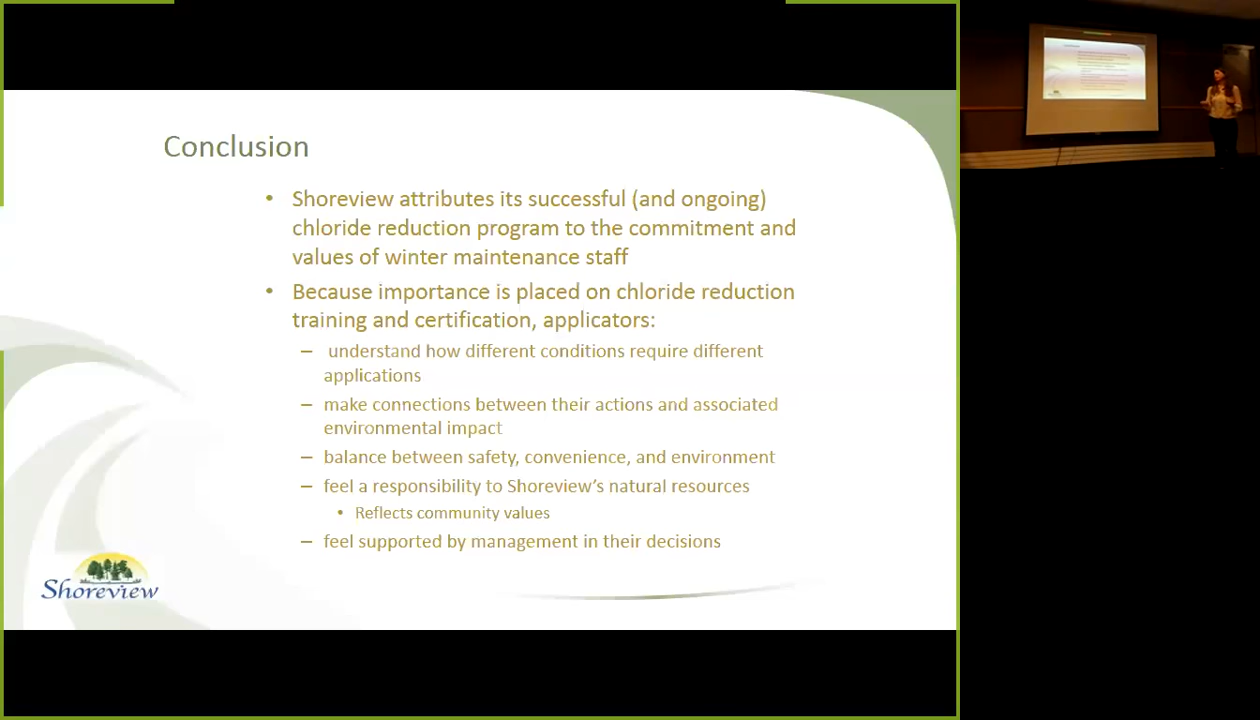 Conclusion
• Shoreview attributes its successful (and ongoing)
chloride reduction program to the commitment and
values of winter maintenance staff
• Because importance is placed on chloride reduction
training and certification, applicators:
– understand how different conditions require different
applications
– make connections between their actions and associated
environmental impact
– balance between safety, convenience, and environment
– feel a responsibility to Shoreview's natural resources
• Reflects community values
– feel supported by management in their decisions
Shoreview